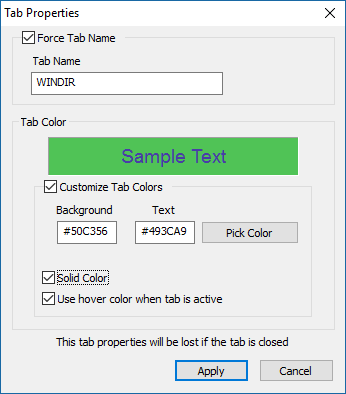 Tab Properties
Force Tab Name
Tab Name
WINDIR
Tab Color
Sample Text
Customize Tab Colors
Background Text
#50C356 #493CA9 Pick Color
Solid Color
Use hover color when tab is active
This tab properties will be lost if the tab is closed
Apply Cancel